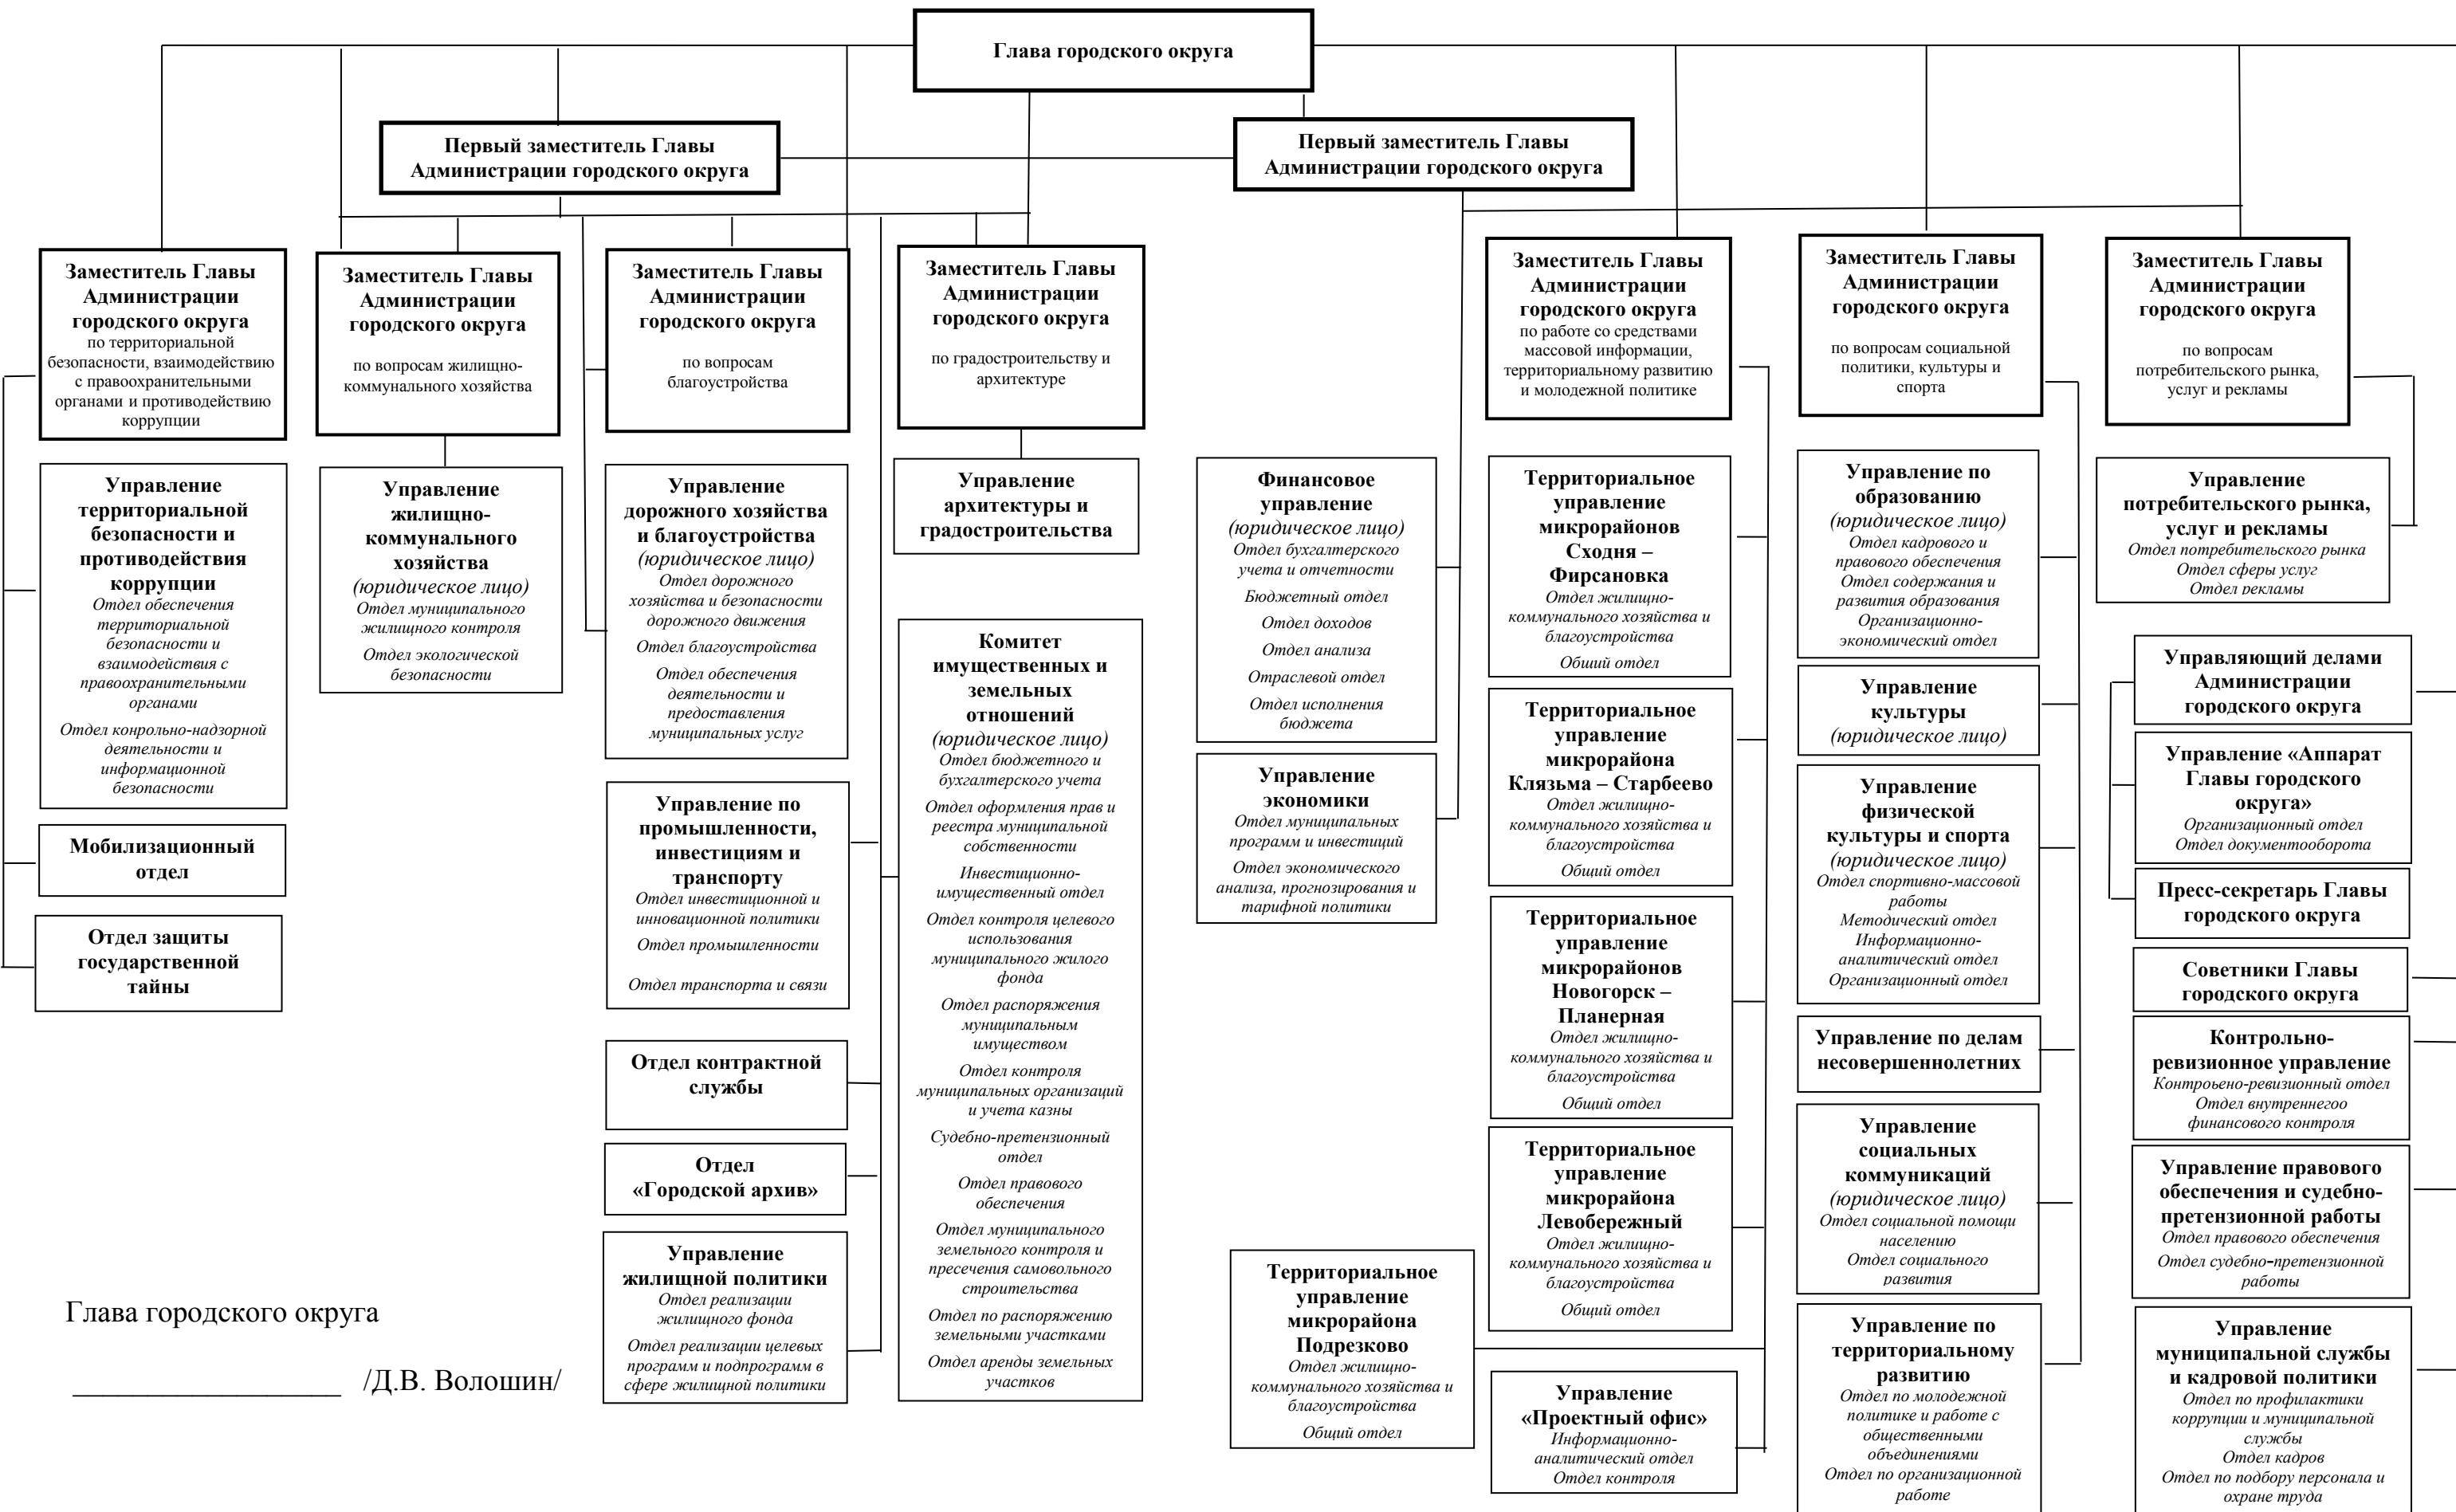 Глава городского округа
Первый заместитель Главы
Администрации городского округа
Первый заместитель Главы
Администрации городского округа
Заместитель Главы
Администрации
городского округа
по территориальной
безопасности, взаимодействию
с правоохранительными
органами и противодействию
коррупции
Заместитель Главы
Администрации
городского округа
по вопросам жилищно-
коммунального хозяйства
Заместитель Главы
Администрации
городского округа
по вопросам
благоустройства
Заместитель Главы
Администрации
городского округа
по градостроительству и
архитектуре
Заместитель Главы
Администрации
городского округа
по работе со средствами
массовой информации,
территориальному развитию
и молодежной политике
Заместитель Главы
Администрации
городского округа
по вопросам социальной
политики, культуры и
спорта
Заместитель Главы
Администрации
городского округа
по вопросам
потребительского рынка,
услуг и рекламы
Управление
территориальной
безопасности и
противодействия
коррупции
Отдел обеспечения
территориальной
безопасности и
взаимодействия с
правоохранительными
органами
Отдел конрольно-надзорной
деятельности и
информационной
безопасности
Мобилизационный
отдел
Отдел защиты
государственной
тайны
Управление
жилищно-
коммунального
хозяйства
(юридическое лицо)
Отдел муниципального
жилищного контроля
Отдел экологической
безопасности
Управление
дорожного хозяйства
и благоустройства
(юридическое лицо)
Отдел дорожного
хозяйства и безопасности
дорожного движения
Отдел благоустройства
Отдел обеспечения
деятельности и
предоставления
муниципальных услуг
Управление по
промышленности,
инвестициям и
транспорту
Отдел инвестиционной и
инновационной политики
Отдел промышленности
Отдел транспорта и связи
Отдел контрактной
службы
Отдел
«Городской архив»
Управление
жилищной политики
Отдел реализации
жилищного фонда
Отдел реализации целевых
программ и подпрограмм в
сфере жилищной политики
Управление
архитектуры и
градостроительства
Комитет
имущественных и
земельных
отношений
(юридическое лицо)
Отдел бюджетного и
бухгалтерского учета
Отдел оформления прав и
реестра муниципальной
собственности
Инвестиционно-
имущественный отдел
Отдел контроля целевого
использования
муниципального жилого
фонда
Отдел распоряжения
муниципальным
имуществом
Отдел контроля
муниципальных организаций
и учета казны
Судебно-претензионный
отдел
Отдел правового
обеспечения
Отдел муниципального
земельного контроля и
пресечения самовольного
строительства
Отдел по распоряжению
земельными участками
Отдел аренды земельных
участков
Финансовое
управление
(юридическое лицо)
Отдел бухгалтерского
учета и отчетности
Бюджетный отдел
Отдел доходов
Отдел анализа
Отраслевой отдел
Отдел исполнения
бюджета
Управление
экономики
Отдел муниципальных
программ и инвестиций
Отдел экономического
анализа, прогнозирования и
тарифной политики
Территориальное
управление
микрорайона
Подрезково
Отдел жилищно-
коммунального хозяйства и
благоустройства
Общий отдел
Территориальное
управление
микрорайонов
Сходня –
Фирсановка
Отдел жилищно-
коммунального хозяйства и
благоустройства
Общий отдел
Территориальное
управление
микрорайона
Клязьма – Старбеево
Отдел жилищно-
коммунального хозяйства и
благоустройства
Общий отдел
Территориальное
управление
микрорайонов
Новогорск –
Планерная
Отдел жилищно-
коммунального хозяйства и
благоустройства
Общий отдел
Территориальное
управление
микрорайона
Левобережный
Отдел жилищно-
коммунального хозяйства и
благоустройства
Общий отдел
Управление
«Проектный офис»
Информационно-
аналитический отдел
Отдел контроля
Управление по
образованию
(юридическое лицо)
Отдел кадрового и
правового обеспечения
Отдел содержания и
развития образования
Организационно-
экономический отдел
Управление
культуры
(юридическое лицо)
Управление
физической
культуры и спорта
(юридическое лицо)
Отдел спортивно-массовой
работы
Методический отдел
Информационно-
аналитический отдел
Организационный отдел
Управление по делам
несовершеннолетних
Управление
социальных
коммуникаций
(юридическое лицо)
Отдел социальной помощи
населению
Отдел социального
развития
Управление по
территориальному
развитию
Отдел по молодежной
политике и работе с
общественными
объединениями
Отдел по организационной
работе
Управление
потребительского рынка,
услуг и рекламы
Отдел потребительского рынка
Отдел сферы услуг
Отдел рекламы
Управляющий делами
Администрации
городского округа
Управление «Аппарат
Главы городского
округа»
Организационный отдел
Отдел документооборота
Пресс-секретарь Главы
городского округа
Советники Главы
городского округа
Контрольно-
ревизионное управление
Контроьено-ревизионный отдел
Отдел внутреннегоо
финансового контроля
Управление правового
обеспечения и судебно-
претензионной работы
Отдел правового обеспечения
Отдел судебно-претензионной
работы
Управление
муниципальной службы
и кадровой политики
Отдел по профилактики
коррупции и муниципальной
службы
Отдел кадров
Отдел по подбору персонала и
охране труда
Глава городского округа
__________________ /Д.В. Волошин/